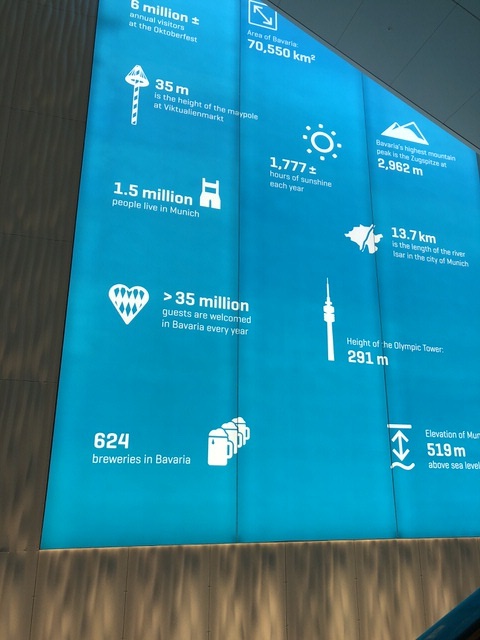 6 million ±
annual visitors
at the Oktoberfest
Area of Bavaria:
70,550 km²
35 m
is the height of the maypole
at Viktualienmarkt
Bavaria's highest mountain
peak is the Zugspitze at
2,962 m
1,777 ±
hours of sunshine
each year
1.5 million
people live in Munich
13.7 km
is the length of the river
Isar in the city of Munich
> 35 million
guests are welcomed
in Bavaria every year
Height of the Olympic Tower:
291 m
624
breweries in Bavaria
Elevation of Mun
519 m
above sea level